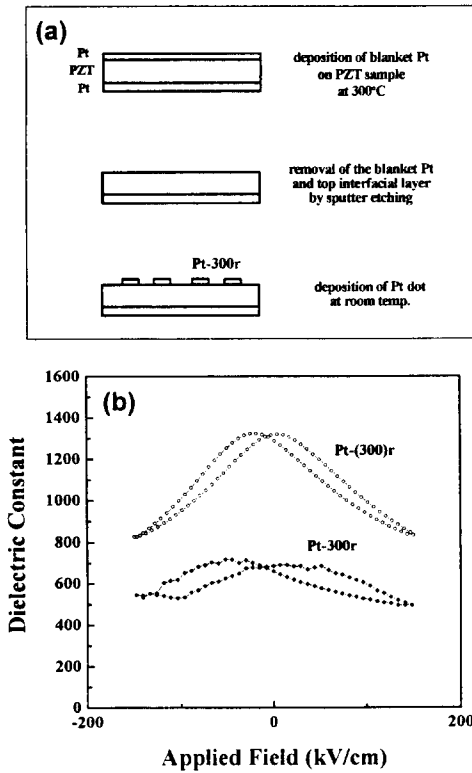 (a)
Pt
PZT
Pt
deposition of blanket Pt
on PZT sample
at 300°C
removal of the blanket Pt
and top interfacial layer
by sputter etching
Pt-300r
deposition of Pt dot
at room temp.
(b)
1600
1400
1200
1000
800
600
400
200
0
Dielectric Constant
Pt-(300)r
Pt-300r
-200
0
200
Applied Field (kV/cm)